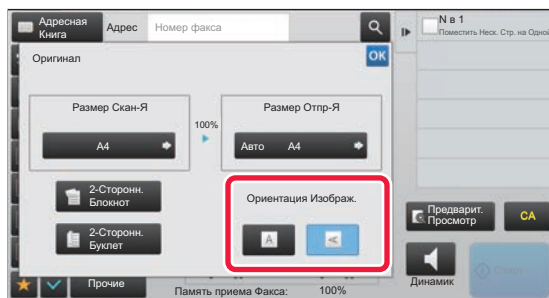 Адресная
Книга
Адрес
Номер факса
N в 1
Поместить Неск. Стр. на Одной
Оригинал
OK
Размер Скан-Я
100%
Размер Отпр-Я
A4
Авто A4
2-Сторонн.
Блокнот
Ориентация Изображ.
2-Сторонн.
Буклет
A
A
Предварит.
Просмотр
CA
Прочие
Память приема Факса: 100%
Динамик
Старт